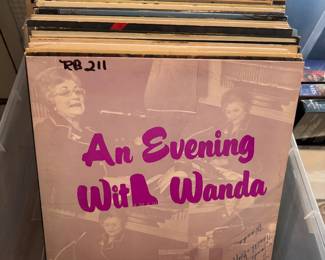 RB 211
An Evening
With Wanda